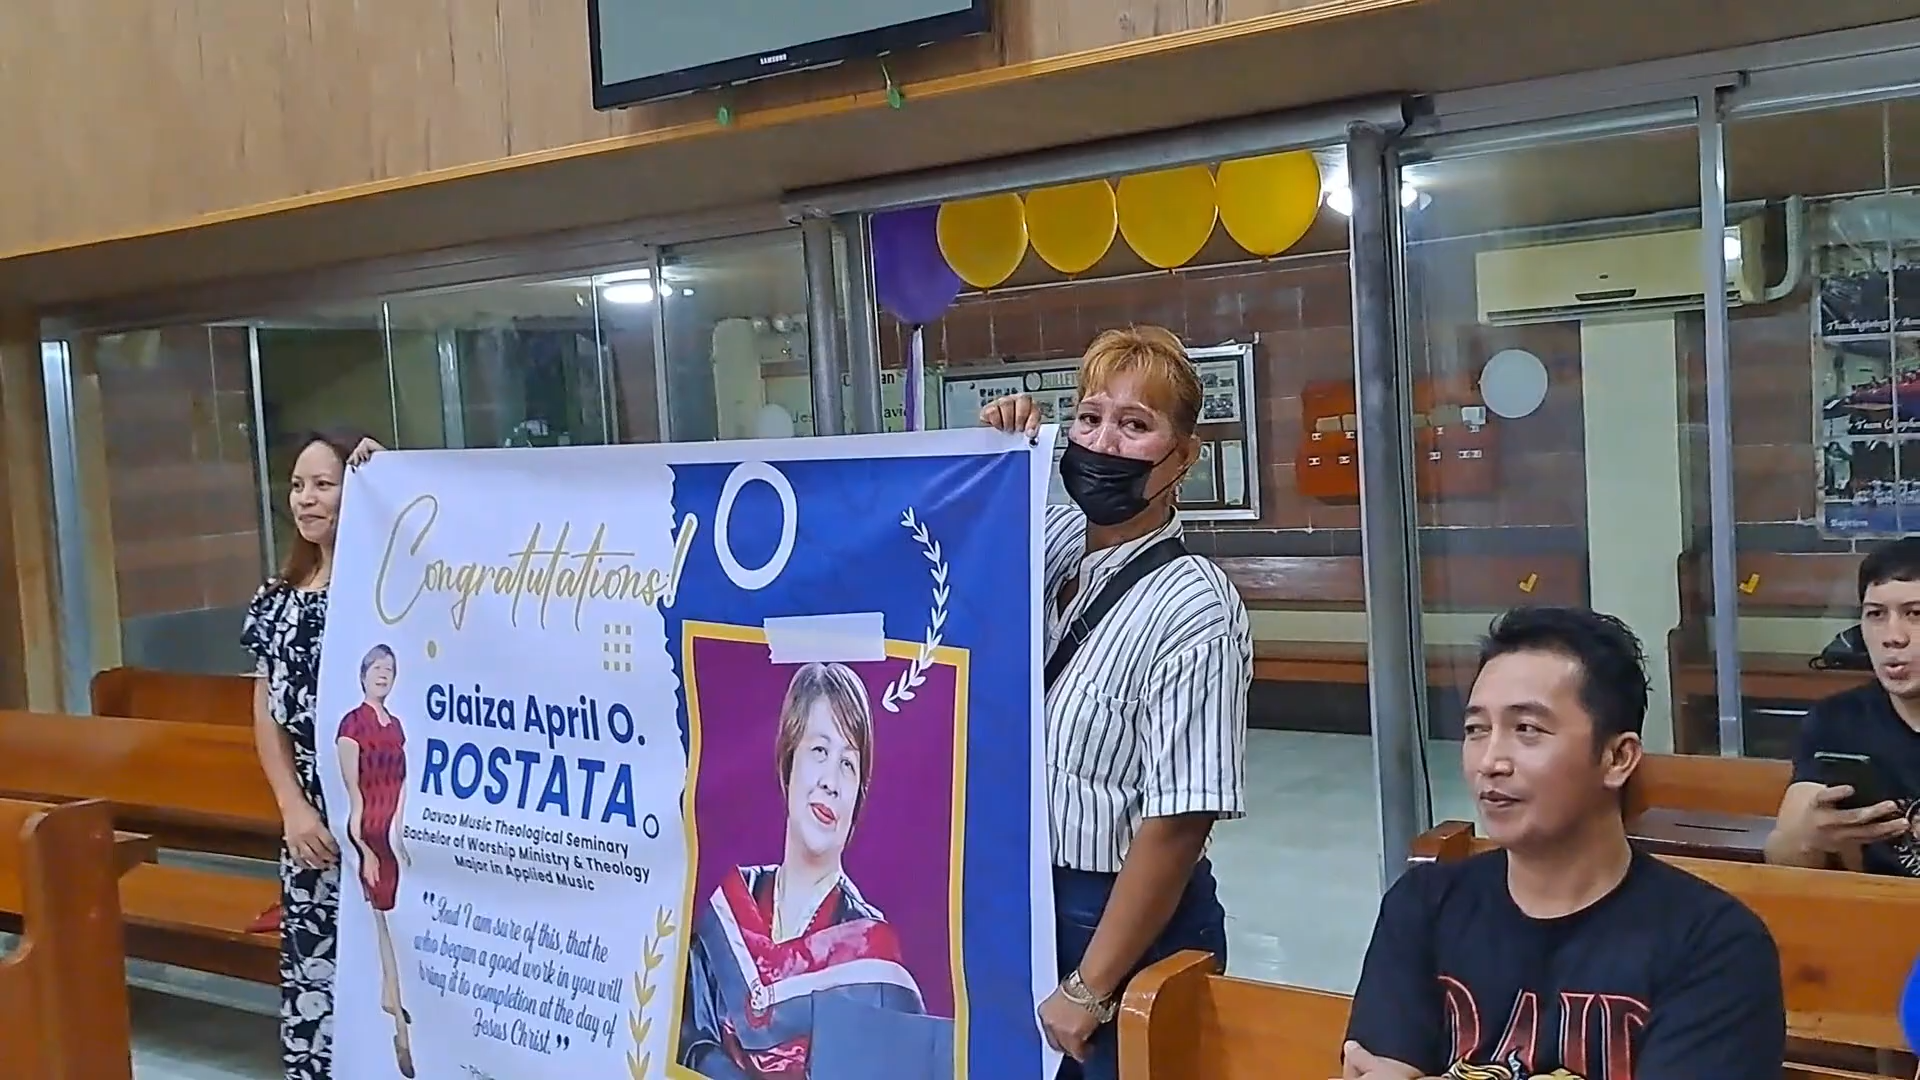 SAMSUNG
BULLET
Congratulations!
Glaiza April O.
ROSTATA
Davao Music Theological Seminary
Bachelor of Worship Ministry & Theology
Major in Applied Music
"And I am sure of this, that he
who began a good work in you will
bring it to completion at the day of
Jesus Christ."
Baptism